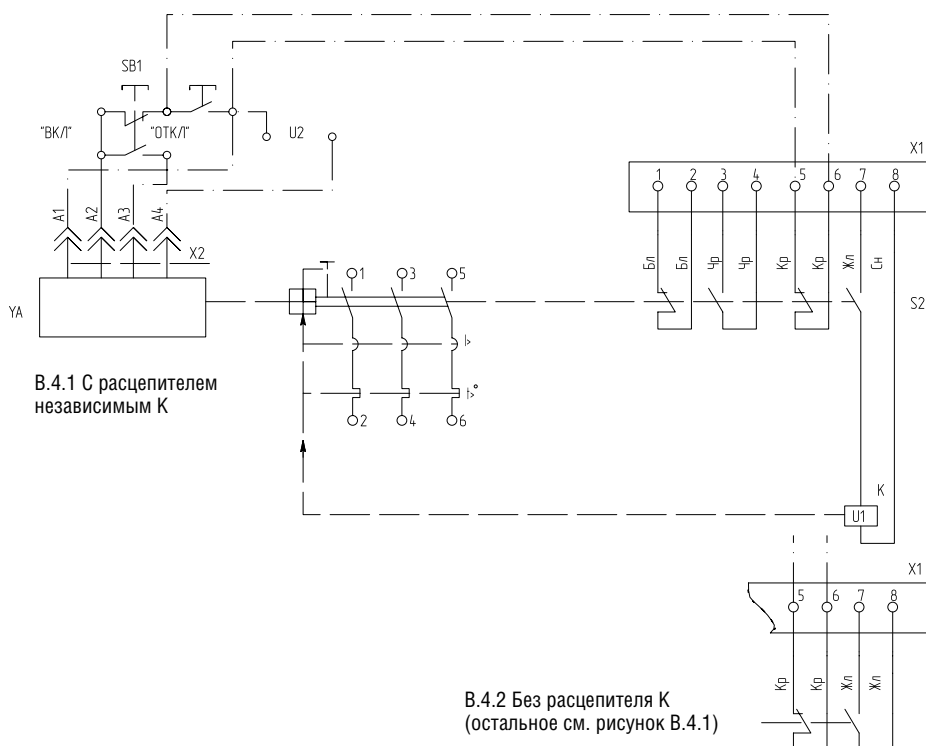 SB1
"ВКЛ" "ОТКЛ" U2
X1
1 2 3 4 5 6 7 8
A1 A2 A3 A4
X2
Бл Бл Чр Чр Кр Кр Жл Сн
YA
1 3 5
S2
I>
В.4.1 С расцепителем
независимым К
t>°
2 4 6
K
U1
X1
5 6 7 8
Кр Кр Жл Жл
В.4.2 Без расцепителя К
(остальное см. рисунок В.4.1)